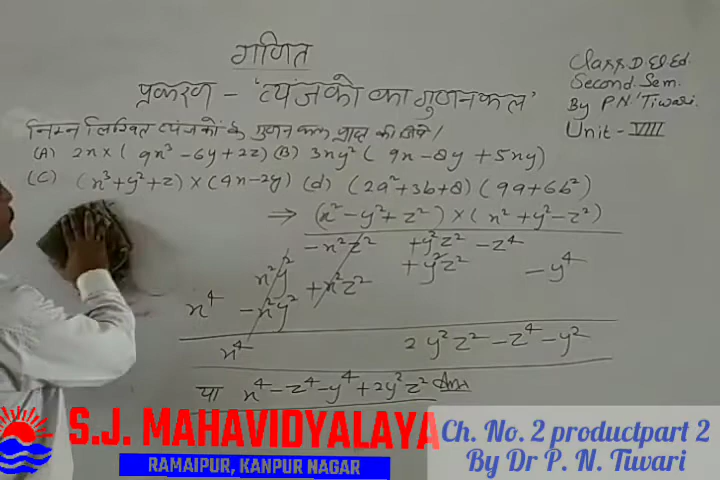 गणित
प्रकरण - 'व्यंजको का गुणनफल'
Class D.El.Ed.
Second Sem.
By P.N. Tiwari
Unit - VIII
निम्न लिखित व्यंजकों के गुणनफल प्राप्त कीजिये।
(A) 2x × (9x³ - 6y + 2z) (B) 3xy² (9x - 8y + 5xy)
(C) (x³ + y² + z) × (4x - 2y) (d) (2a² + 3b + 8) (9a + 6b²)
⇒ (x² - y² + z²) × (x² + y² - z²)
- x²z² + y²z² - z⁴
x²y² + y²z² - y⁴
x⁴ - x²y² + x²z²
x⁴ 2y²z² - z⁴ - y²
या x⁴ - z⁴ - y⁴ + 2y²z² Ans
S.J. MAHAVIDYALAYA
RAMAIPUR, KANPUR NAGAR
Ch. No. 2 productpart 2
By Dr P. N. Tiwari